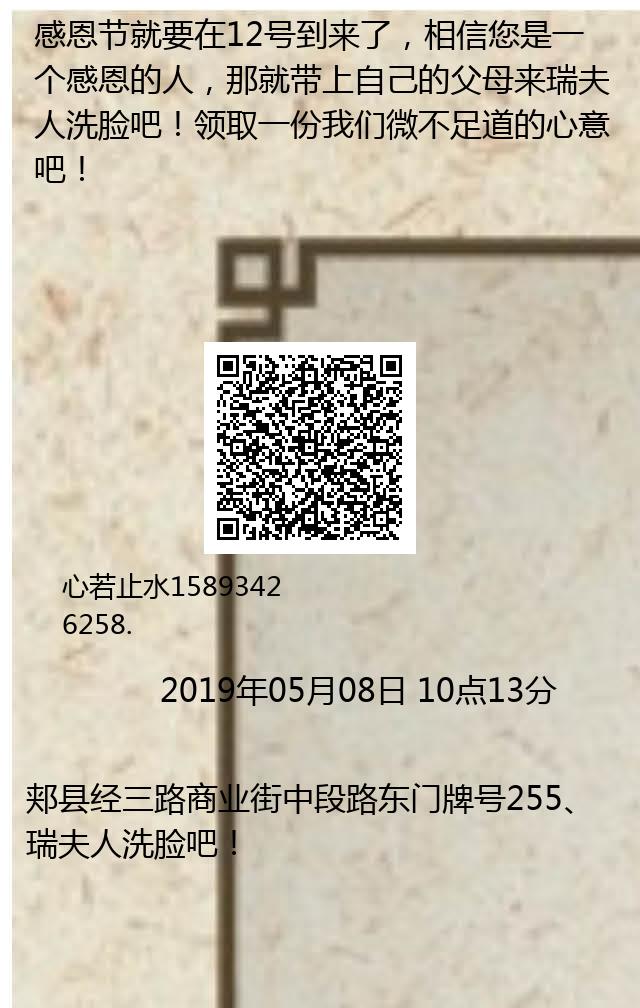 感恩节就要在12号到来了，相信您是一
个感恩的人，那就带上自己的父母来瑞夫
人洗脸吧！领取一份我们微不足道的心意
吧！
心若止水1589342
6258.
2019年05月08日 10点13分
郏县经三路商业街中段路东门牌号255、
瑞夫人洗脸吧！